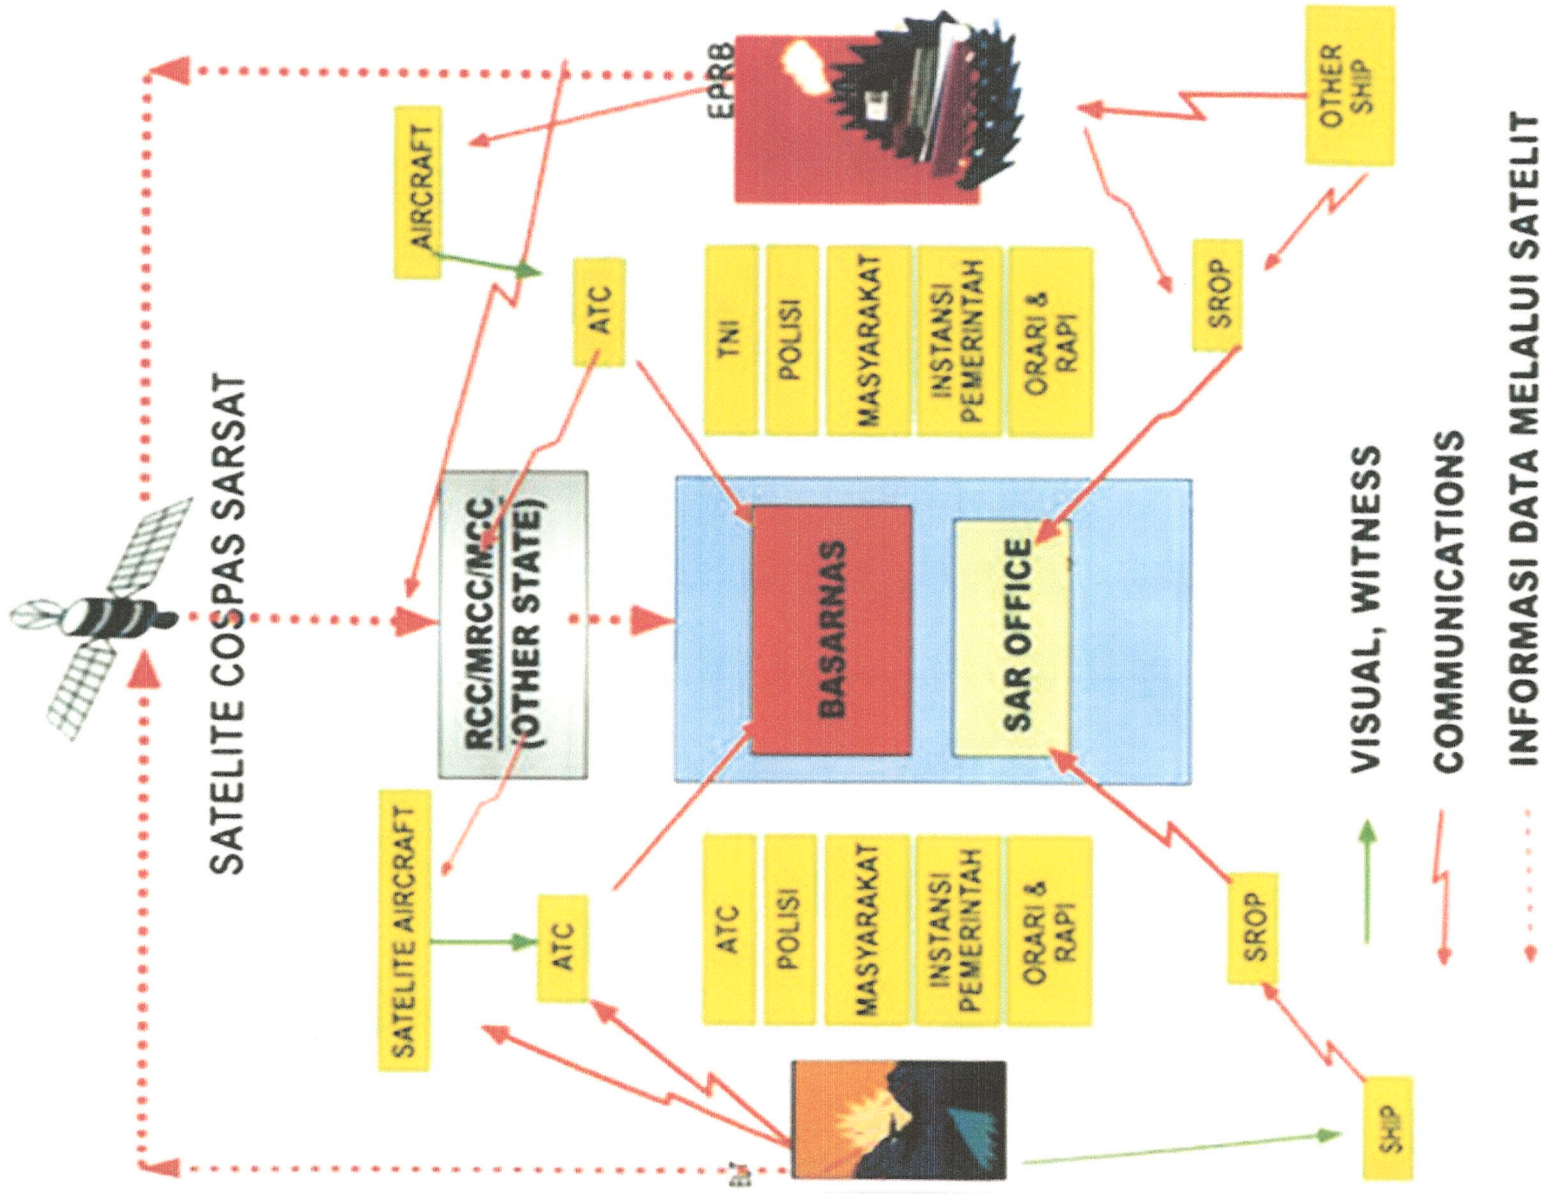 SATELITE COSPAS SARSAT
SATELITE AIRCRAFT
RCC/MRCC/MCC
(OTHER STATE)
AIRCRAFT
ATC
ATC
Elt
EPRB
ATC
POLISI
MASYARAKAT
INSTANSI
PEMERINTAH
ORARI &
RAPI
BASARNAS
SAR OFFICE
TNI
POLISI
MASYARAKAT
INSTANSI
PEMERINTAH
ORARI &
RAPI
SROP
SROP
SHIP
OTHER
SHIP
VISUAL, WITNESS
COMMUNICATIONS
INFORMASI DATA MELALUI SATELIT